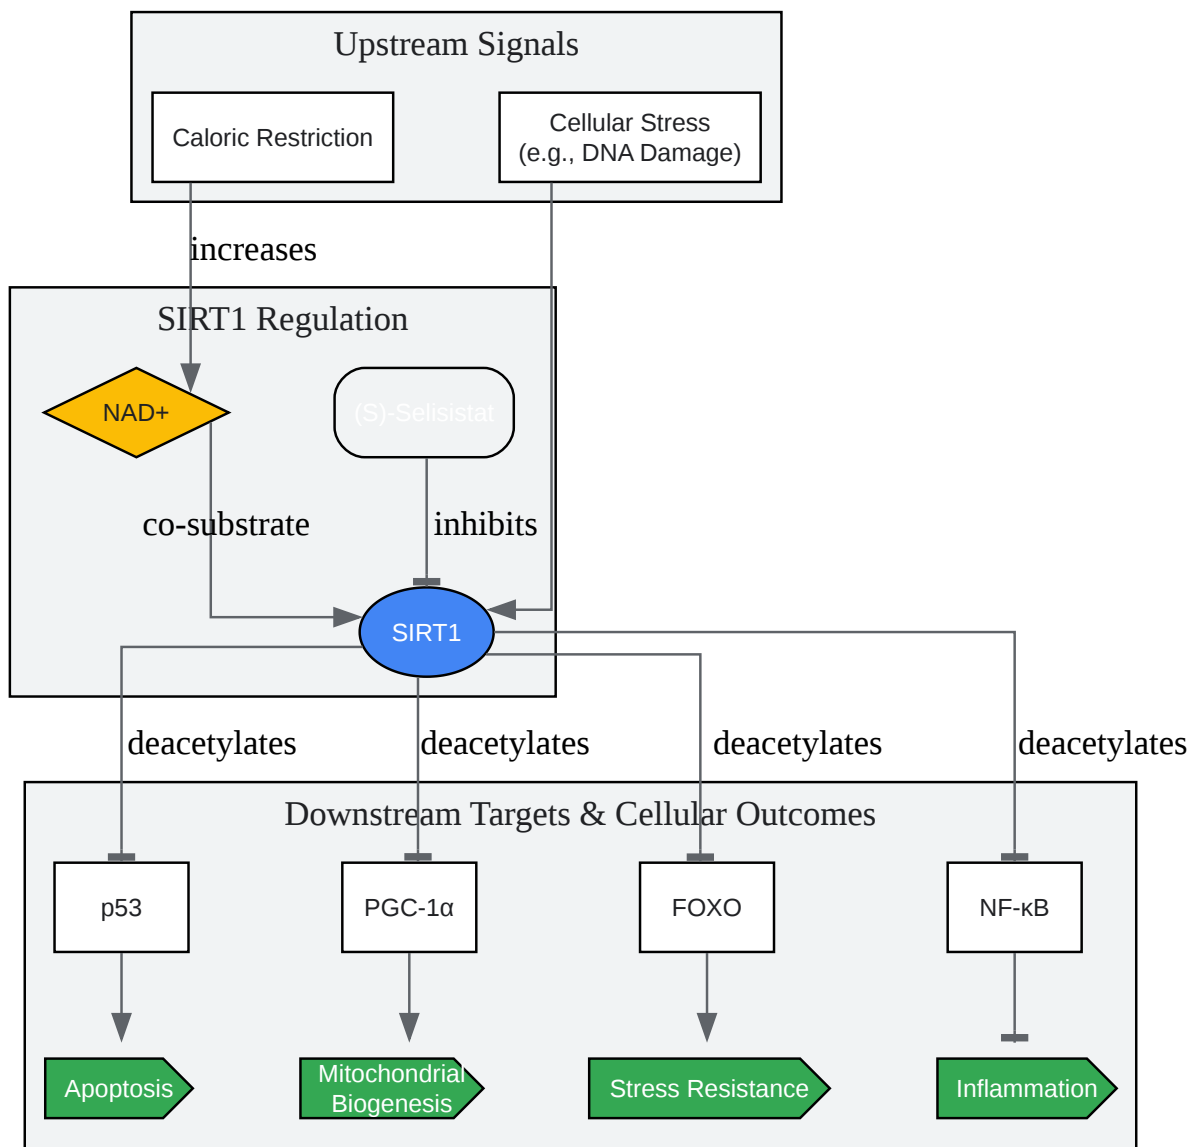 Upstream Signals
Caloric Restriction
Cellular Stress
(e.g., DNA Damage)
increases
SIRT1 Regulation
NAD+
(S)-Selisistat
co-substrate
inhibits
SIRT1
deacetylates
deacetylates
deacetylates
deacetylates
Downstream Targets & Cellular Outcomes
p53
PGC-1α
FOXO
NF-κB
Apoptosis
Mitochondrial
Biogenesis
Stress Resistance
Inflammation